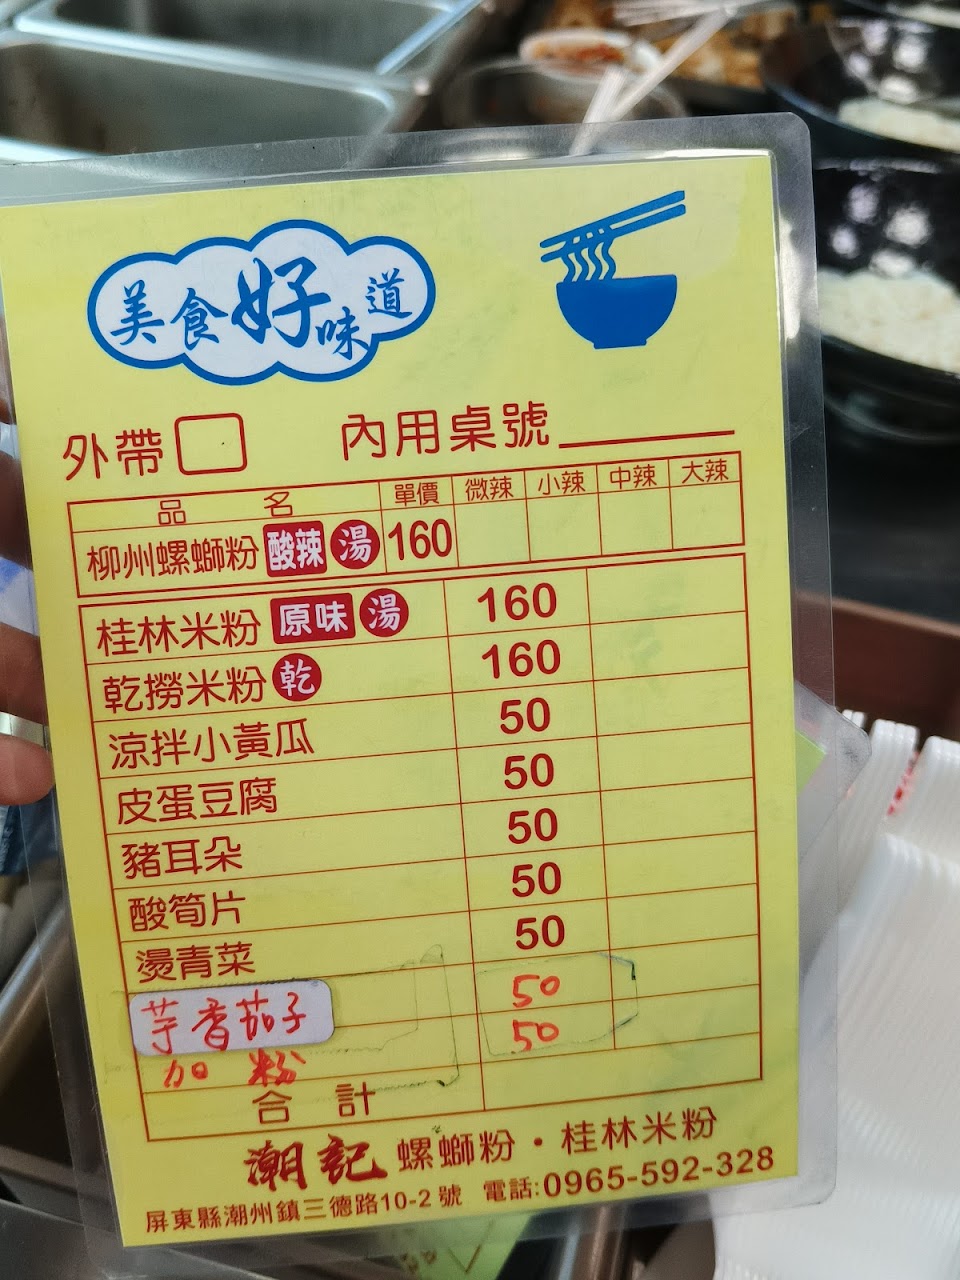 美食好味道
外帶 內用桌號
品名 單價 微辣 小辣 中辣 大辣
柳州螺螄粉 酸辣 湯 160
桂林米粉 原味 湯 160
乾撈米粉 乾 160
涼拌小黃瓜 50
皮蛋豆腐 50
豬耳朵 50
酸筍片 50
燙青菜 50
芋香茄子 50
加粉 50
合計
潮記 螺螄粉・桂林米粉
屏東縣潮州鎮三德路10-2號 電話:0965-592-328